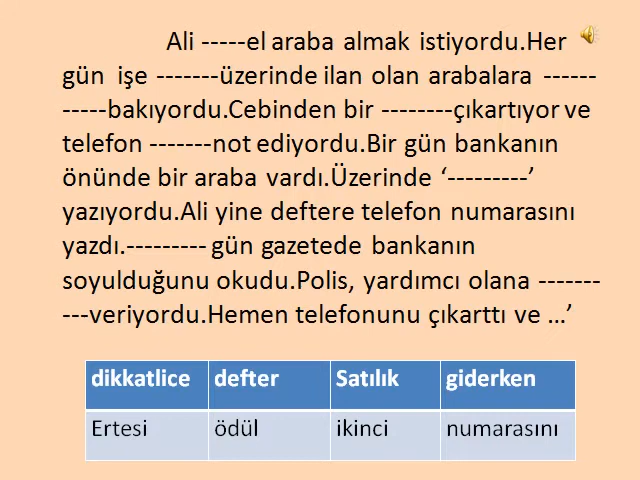 Ali -----el araba almak istiyordu.Her
gün işe -------üzerinde ilan olan arabalara ------
-----bakıyordu.Cebinden bir --------çıkartıyor ve
telefon -------not ediyordu.Bir gün bankanın
önünde bir araba vardı.Üzerinde ‘---------’
yazıyordu.Ali yine deftere telefon numarasını
yazdı.--------- gün gazetede bankanın
soyulduğunu okudu.Polis, yardımcı olana -------
---veriyordu.Hemen telefonunu çıkarttı ve …’
dikkatlice defter Satılık giderken
Ertesi ödül ikinci numarasını